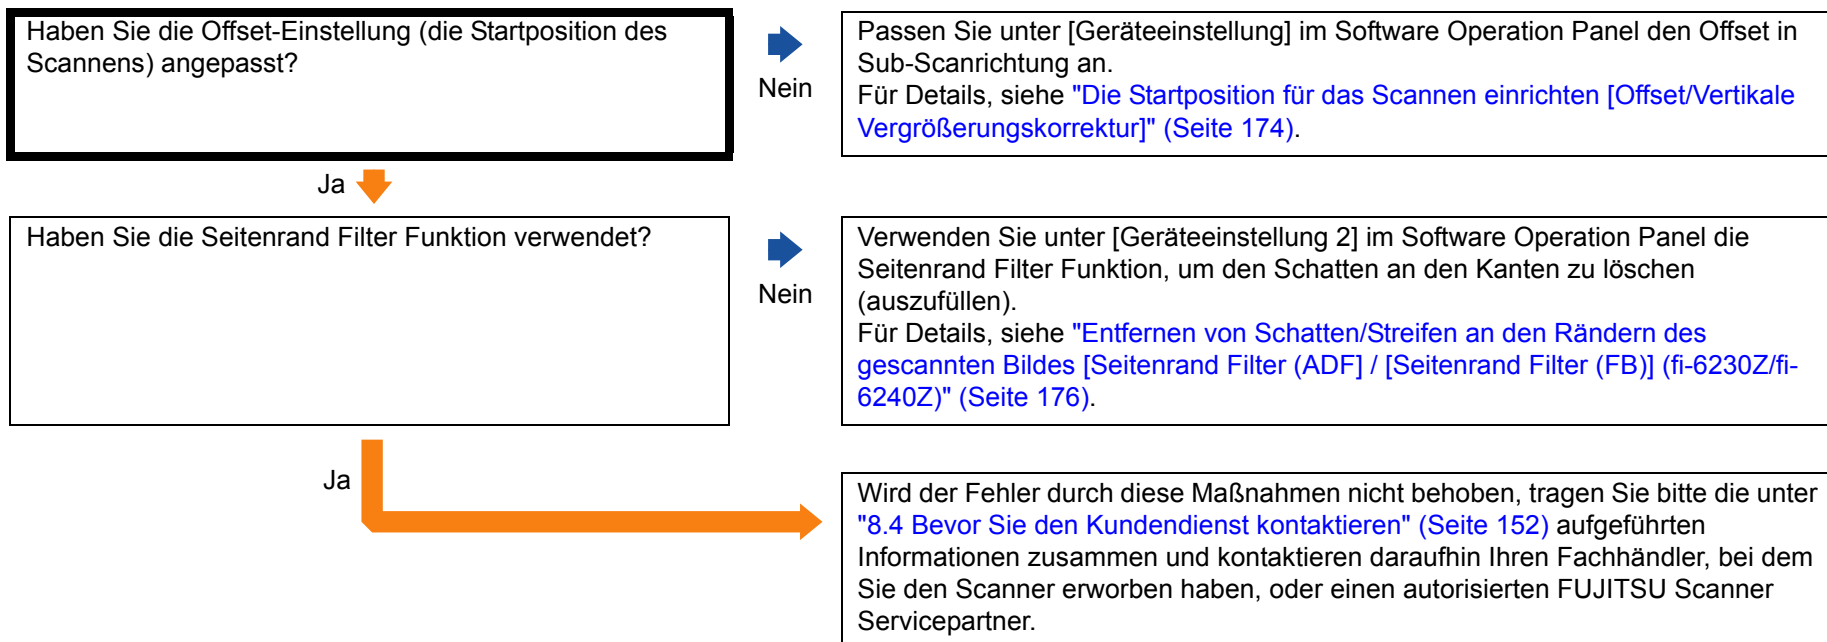 Haben Sie die Offset-Einstellung (die Startposition des
Scannens) angepasst?
Nein
Passen Sie unter [Geräteeinstellung] im Software Operation Panel den Offset in
Sub-Scanrichtung an.
Für Details, siehe "Die Startposition für das Scannen einrichten [Offset/Vertikale
Vergrößerungskorrektur]" (Seite 174).
Ja
Haben Sie die Seitenrand Filter Funktion verwendet?
Nein
Verwenden Sie unter [Geräteeinstellung 2] im Software Operation Panel die
Seitenrand Filter Funktion, um den Schatten an den Kanten zu löschen
(auszufüllen).
Für Details, siehe "Entfernen von Schatten/Streifen an den Rändern des
gescannten Bildes [Seitenrand Filter (ADF] / [Seitenrand Filter (FB)] (fi-6230Z/fi-
6240Z)" (Seite 176).
Ja
Wird der Fehler durch diese Maßnahmen nicht behoben, tragen Sie bitte die unter
"8.4 Bevor Sie den Kundendienst kontaktieren" (Seite 152) aufgeführten
Informationen zusammen und kontaktieren daraufhin Ihren Fachhändler, bei dem
Sie den Scanner erworben haben, oder einen autorisierten FUJITSU Scanner
Servicepartner.